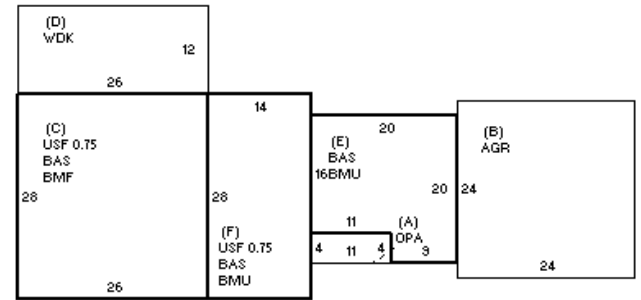 (D)
WDK
12
26
14
(C)
USF 0.75
BAS
BMF
28
28
(F)
USF 0.75
BAS
BMU
26
20
(E)
BAS
16BMU
20
11
4
11
4
(A)
OPA
9
(B)
AGR
24
24